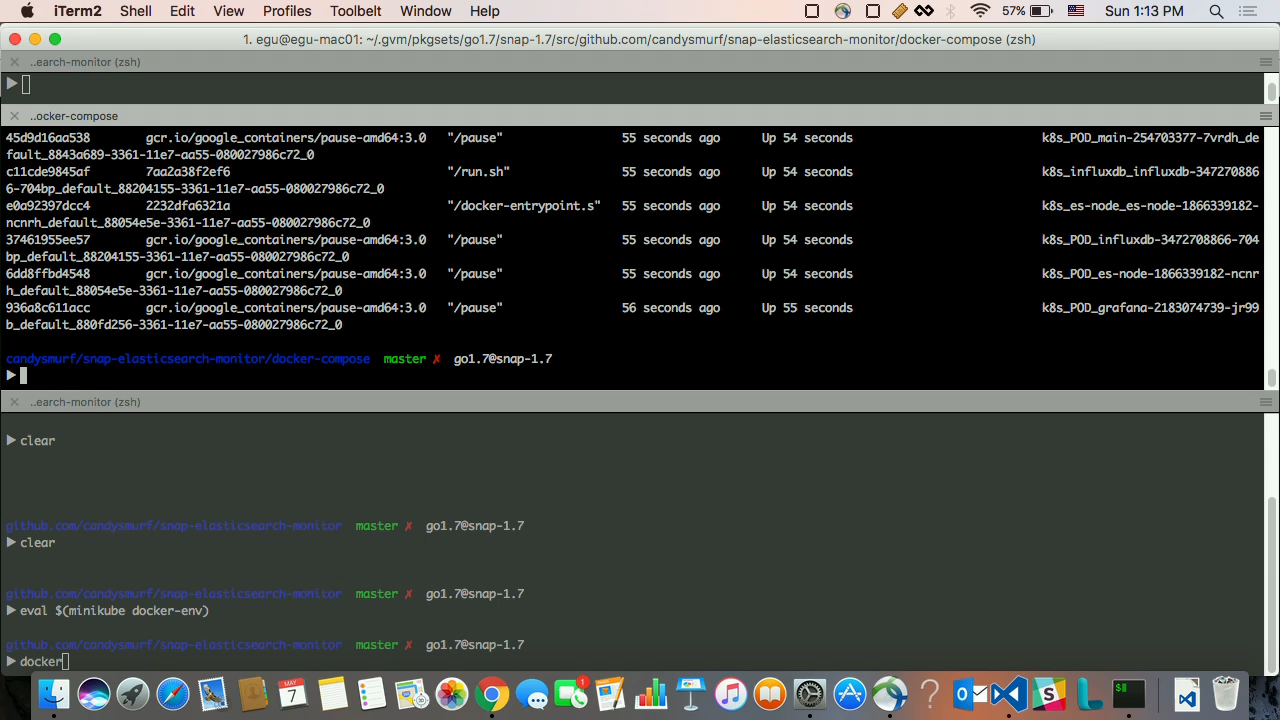 iTerm2 Shell Edit View Profiles Toolbelt Window Help 57% Sun 1:13 PM
1. egu@egu-mac01: ~/.gvm/pkgsets/go1.7/snap-1.7/src/github.com/candysmurf/snap-elasticsearch-monitor/docker-compose (zsh)
..earch-monitor (zsh)
..ocker-compose
45d9d16aa538 gcr.io/google_containers/pause-amd64:3.0 "/pause" 55 seconds ago Up 54 seconds k8s_POD_main-254703377-7vrdh_de
fault_8843a689-3361-11e7-aa55-080027986c72_0
c11cde9845af 7aa2a38f2ef6 "/run.sh" 55 seconds ago Up 54 seconds k8s_influxdb_influxdb-347270886
6-704bp_default_88204155-3361-11e7-aa55-080027986c72_0
e0a92397dcc4 2232dfa6321a "/docker-entrypoint.s" 55 seconds ago Up 54 seconds k8s_es-node_es-node-1866339182-
ncnrh_default_88054e5e-3361-11e7-aa55-080027986c72_0
37461955ee57 gcr.io/google_containers/pause-amd64:3.0 "/pause" 55 seconds ago Up 54 seconds k8s_POD_influxdb-3472708866-704
bp_default_88204155-3361-11e7-aa55-080027986c72_0
6dd8ffbd4548 gcr.io/google_containers/pause-amd64:3.0 "/pause" 55 seconds ago Up 54 seconds k8s_POD_es-node-1866339182-ncnr
h_default_88054e5e-3361-11e7-aa55-080027986c72_0
936a8c611acc gcr.io/google_containers/pause-amd64:3.0 "/pause" 56 seconds ago Up 55 seconds k8s_POD_grafana-2183074739-jr99
b_default_880fd256-3361-11e7-aa55-080027986c72_0
candysmurf/snap-elasticsearch-monitor/docker-compose master ✗ go1.7@snap-1.7
▶
..earch-monitor (zsh)
▶ clear
github.com/candysmurf/snap-elasticsearch-monitor master ✗ go1.7@snap-1.7
▶ clear
github.com/candysmurf/snap-elasticsearch-monitor master ✗ go1.7@snap-1.7
▶ eval $(minikube docker-env)
github.com/candysmurf/snap-elasticsearch-monitor master ✗ go1.7@snap-1.7
▶ docker
MAY
7
1